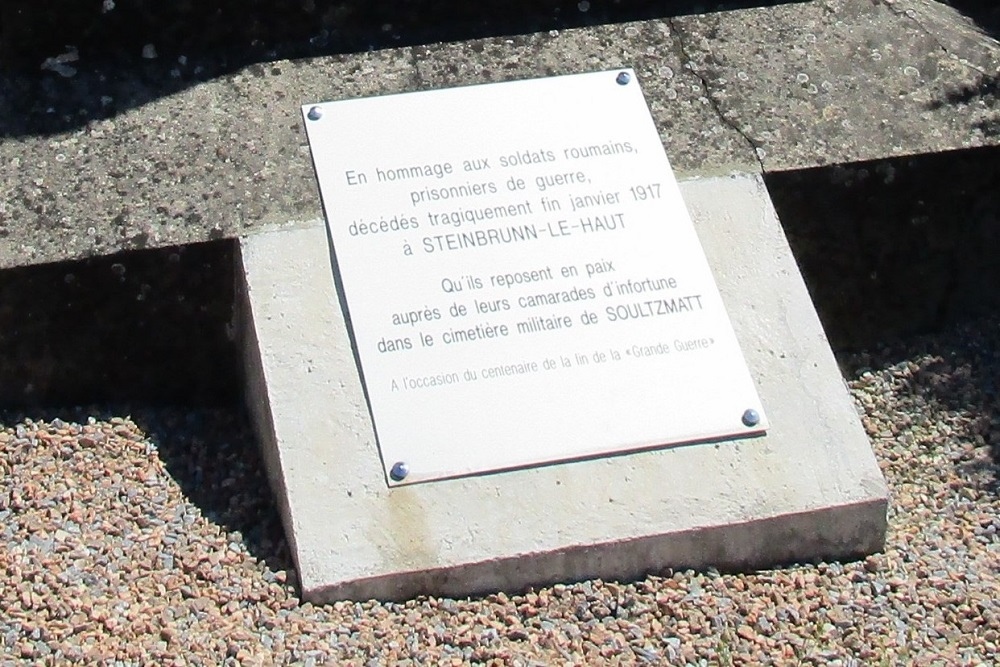 En hommage aux soldats roumains,
prisonniers de guerre,
décèdès tragiquement fin janvier 1917
à STEINBRUNN-LE-HAUT
Qu'ils reposent en paix
auprès de leurs camarades d'infortune
dans le cimetière militaire de SOULTZMATT
A l'occasion du centenaire de la fin de la «Grande Guerre»